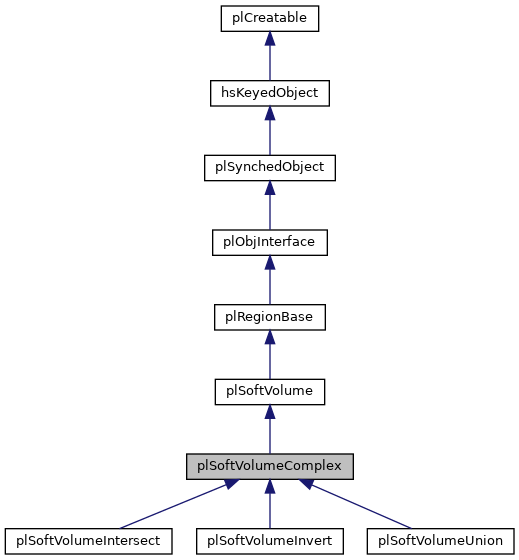 plCreatable
hsKeyedObject
plSynchedObject
plObjInterface
plRegionBase
plSoftVolume
plSoftVolumeComplex
plSoftVolumeIntersect
plSoftVolumeInvert
plSoftVolumeUnion